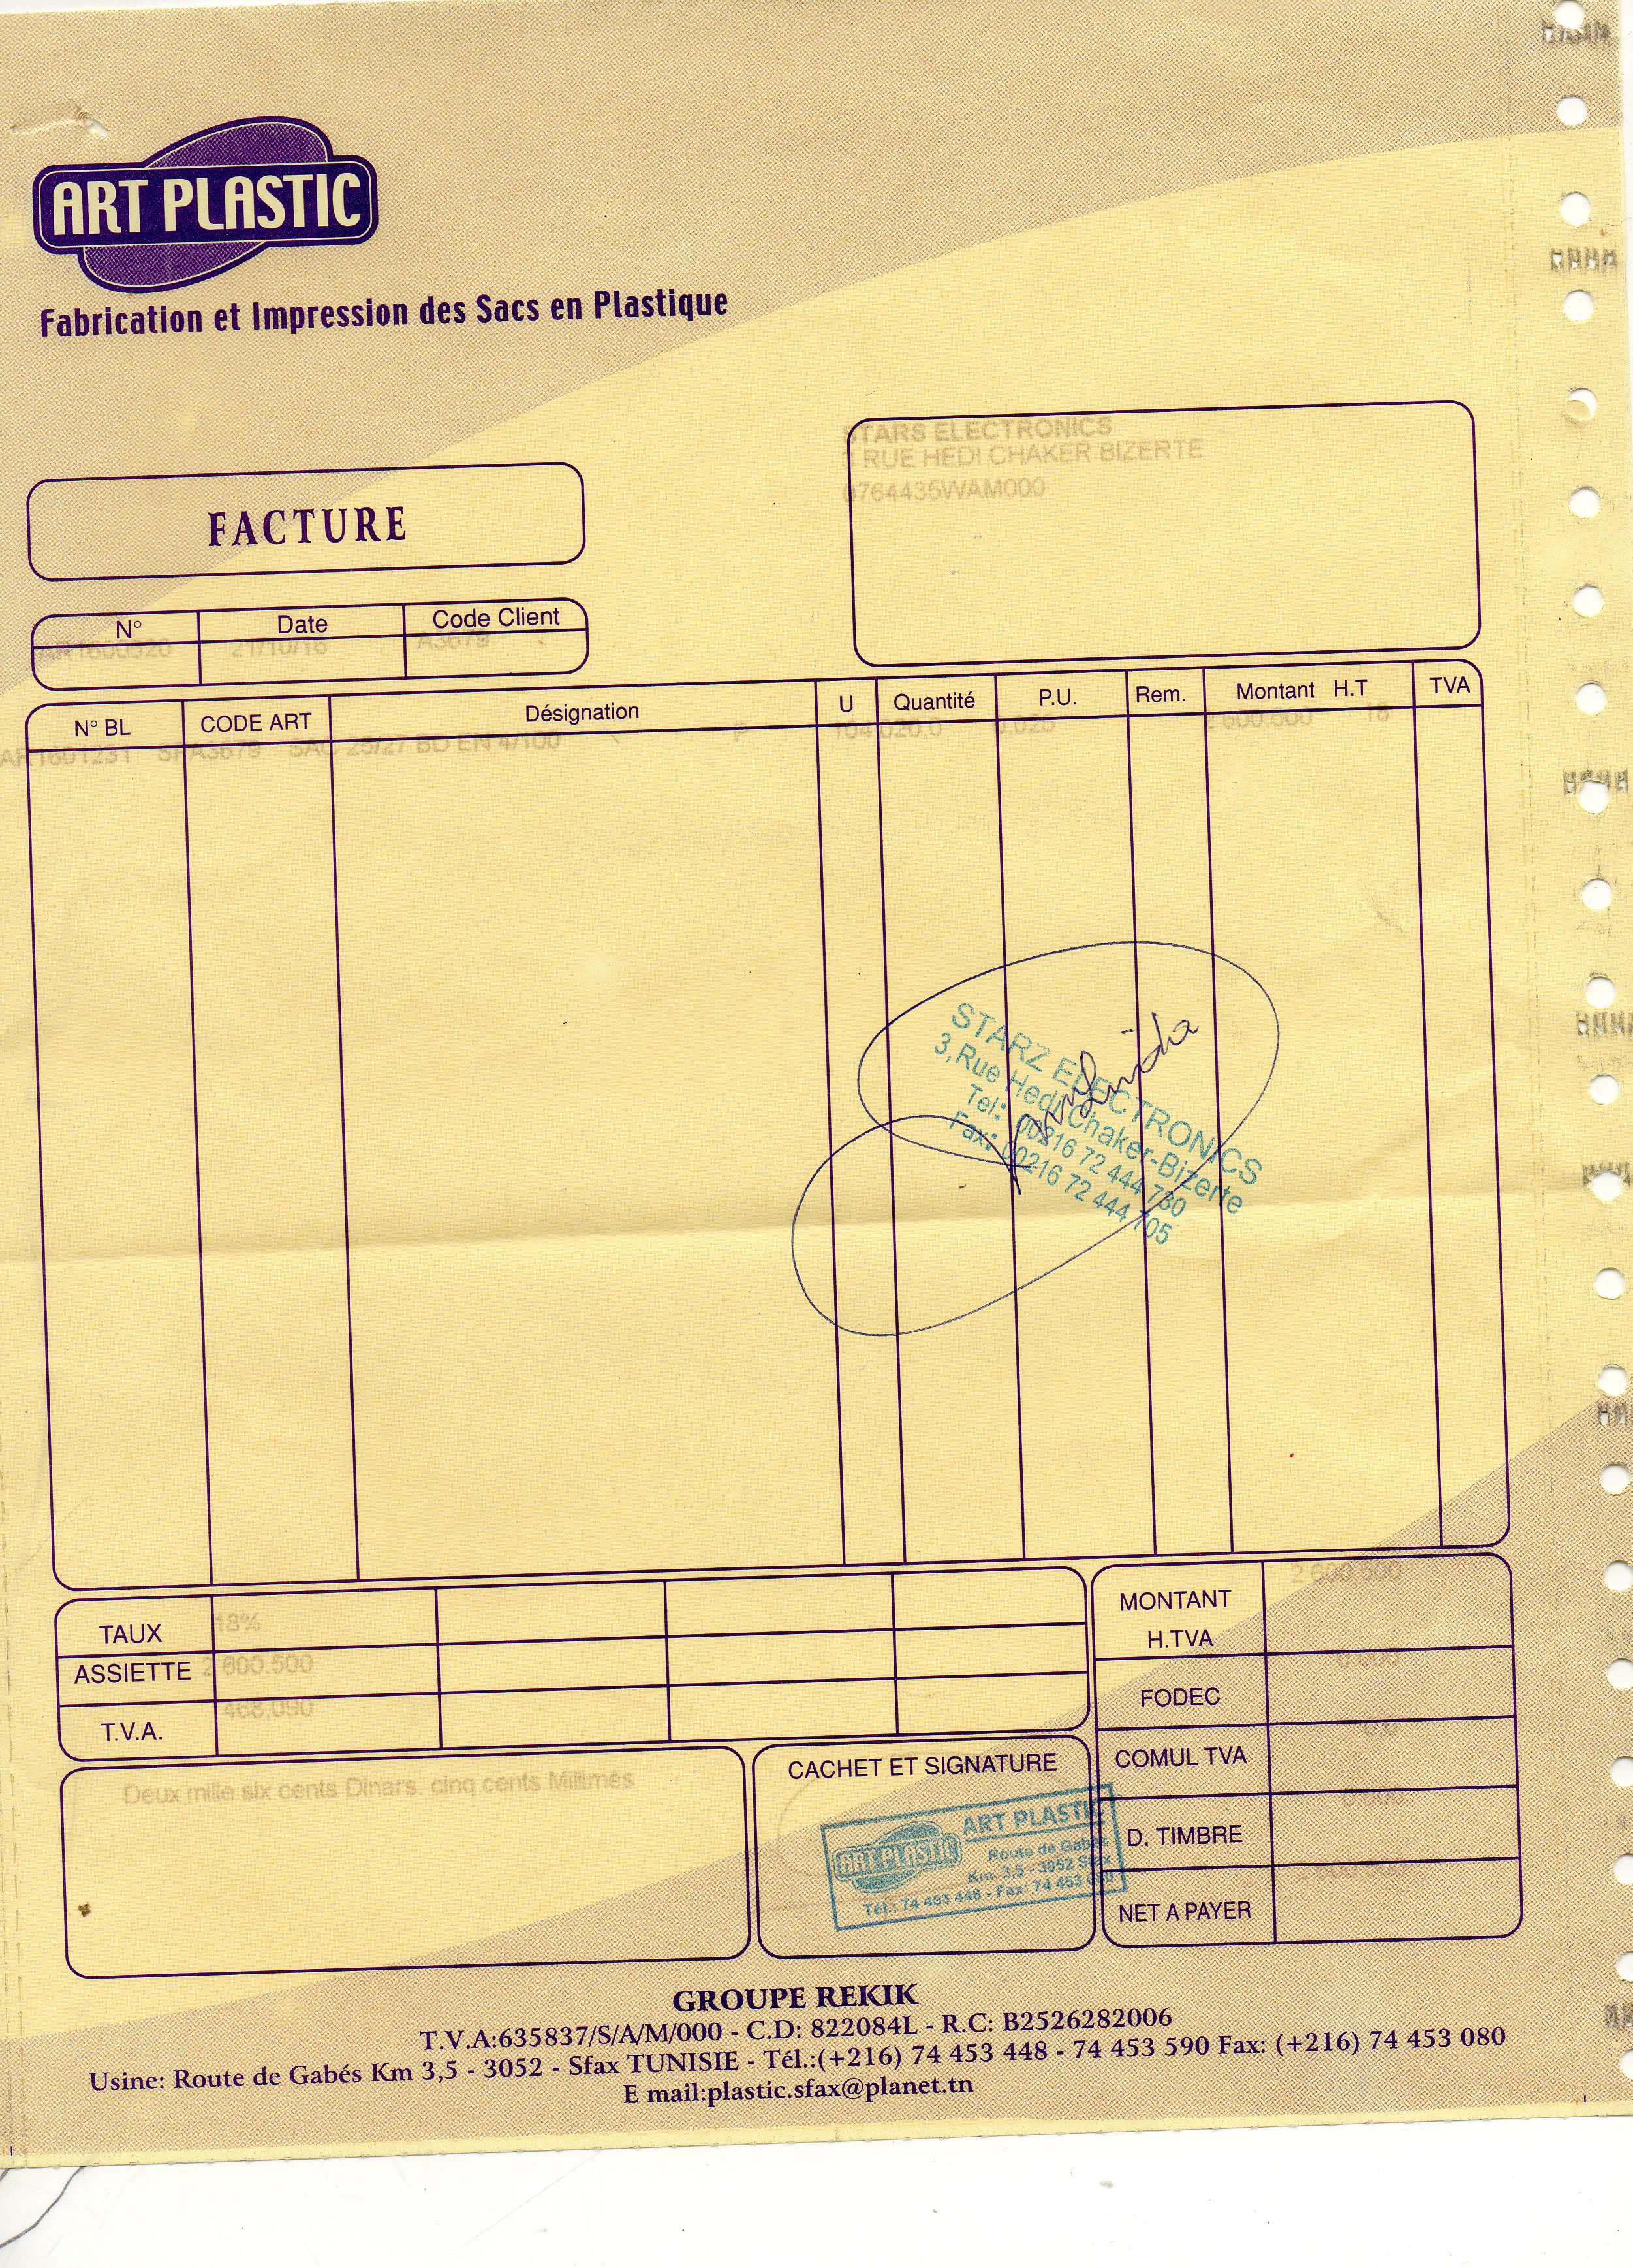 ART PLASTIC
Fabrication et Impression des Sacs en Plastique
STARS ELECTRONICS
3 RUE HEDI CHAKER BIZERTE
0764435WAM000
FACTURE
N° Date Code Client
AR1600520 21/10/16 A3679
N° BL CODE ART Désignation U Quantité P.U. Rem. Montant H.T TVA
AR1601231 SPA3679 SAC 25/27 BD EN 4/100 P 104 020,0 0,025 2 600,500 18
STARZ ELECTRONICS
3, Rue Hedi Chaker-Bizerte
Tel: 00216 72 444 780
Fax: 00216 72 444 705
TAUX 18%
ASSIETTE 2 600,500
T.V.A. 468,090
MONTANT H.TVA 2 600,500
FODEC 0,000
COMUL TVA 0,0
D. TIMBRE 0,000
NET A PAYER 2 600,500
Deux mille six cents Dinars. cinq cents Millimes
CACHET ET SIGNATURE
ART PLASTIC
ART PLASTIC
Route de Gabès
Km. 3,5 - 3052 Sfax
Tél.: 74 453 448 - Fax: 74 453 080
GROUPE REKIK
T.V.A:635837/S/A/M/000 - C.D: 822084L - R.C: B2526282006
Usine: Route de Gabés Km 3,5 - 3052 - Sfax TUNISIE - Tél.:(+216) 74 453 448 - 74 453 590 Fax: (+216) 74 453 080
E mail:plastic.sfax@planet.tn